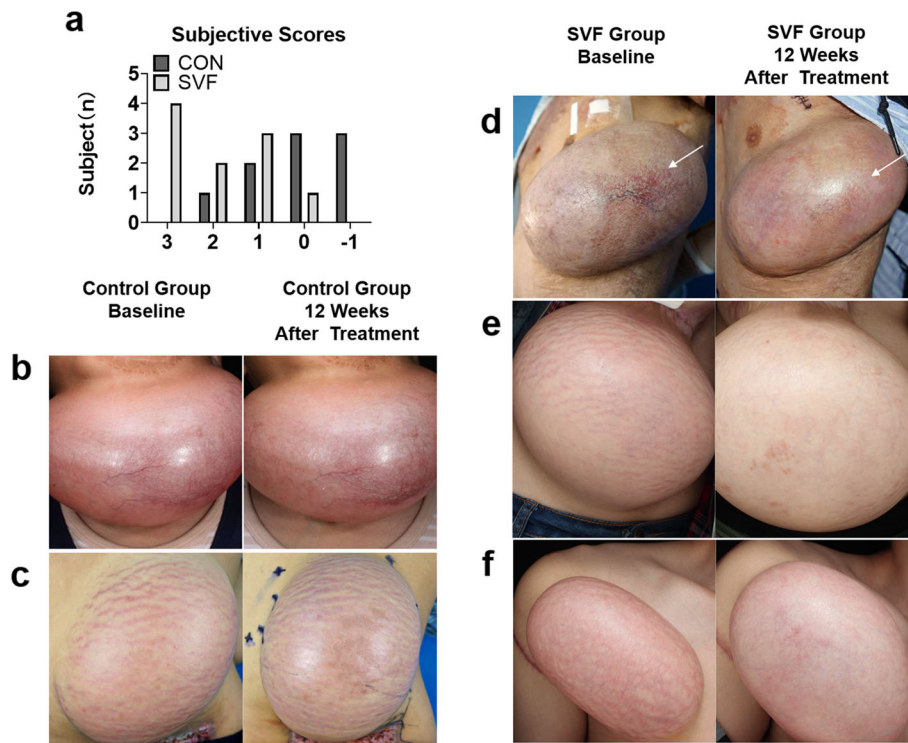 a
Subjective Scores
CON
SVF
Subject(n)
5
4
3
2
1
0
3 2 1 0 -1
Control Group
Baseline
Control Group
12 Weeks
After Treatment
b
c
SVF Group
Baseline
SVF Group
12 Weeks
After Treatment
d
e
f